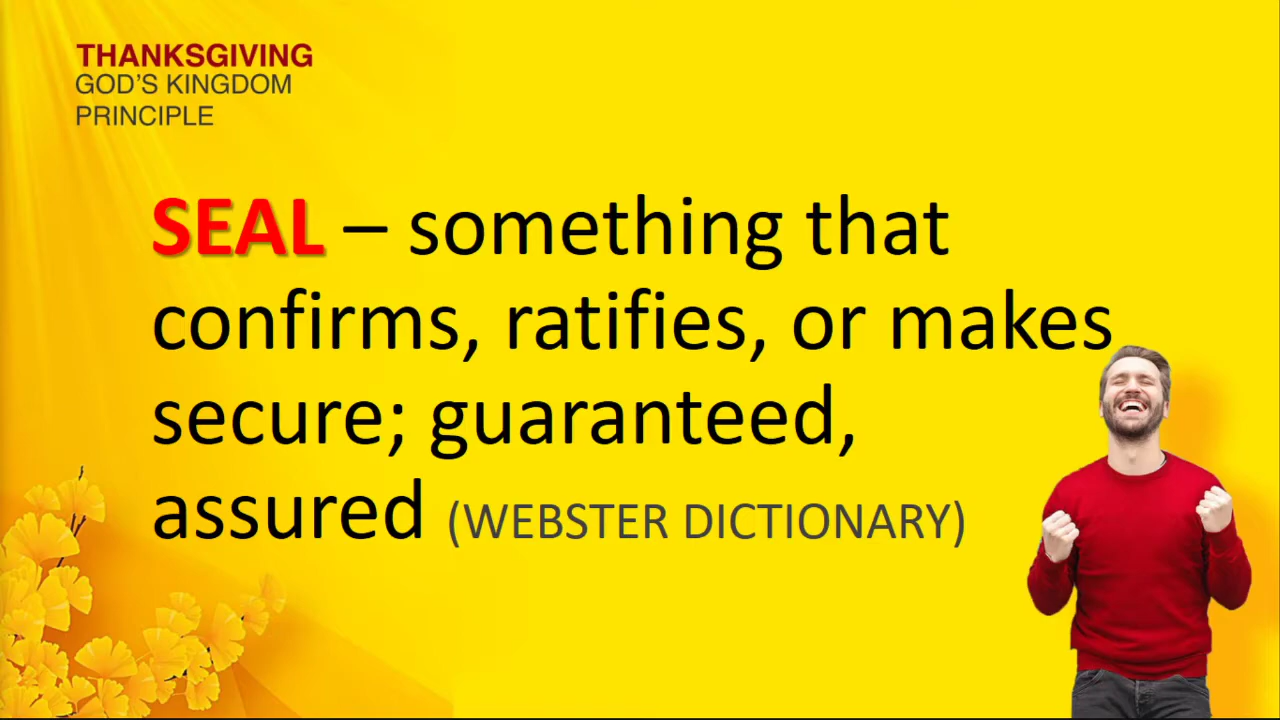 THANKSGIVING
GOD'S KINGDOM
PRINCIPLE
SEAL – something that
confirms, ratifies, or makes
secure; guaranteed,
assured (WEBSTER DICTIONARY)